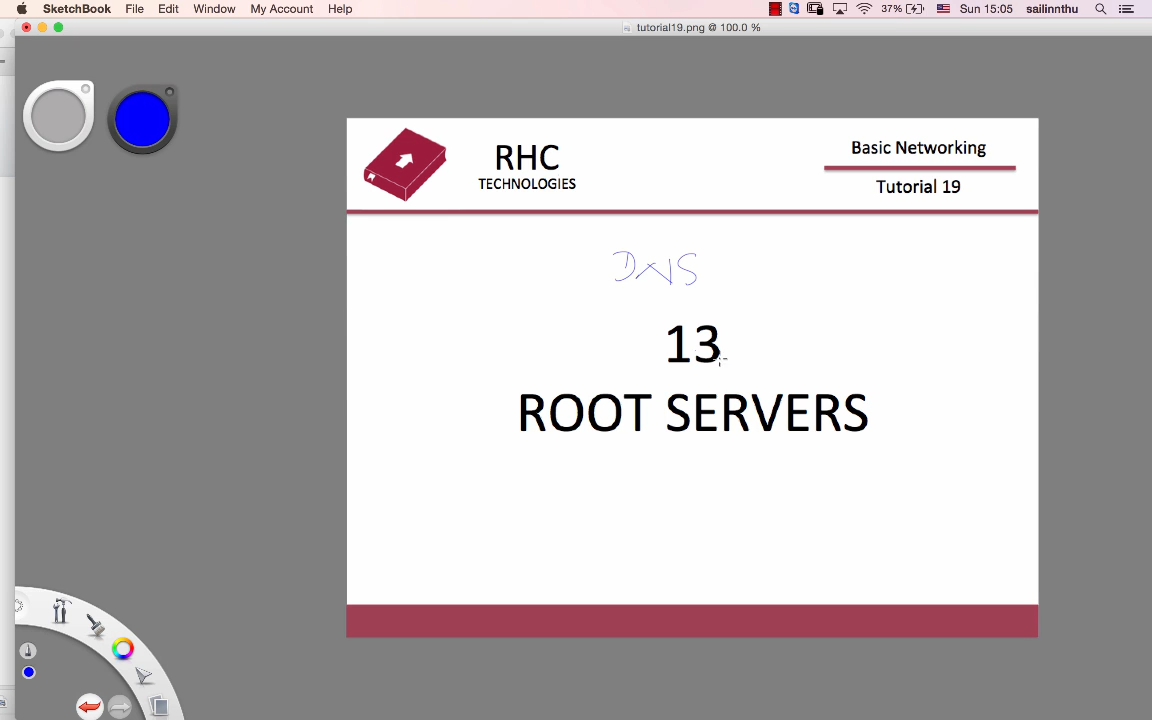 SketchBook File Edit Window My Account Help 37% Sun 15:05 sailinnthu
tutorial19.png @ 100.0 %
RHC
TECHNOLOGIES
Basic Networking
Tutorial 19
DNS
13
ROOT SERVERS